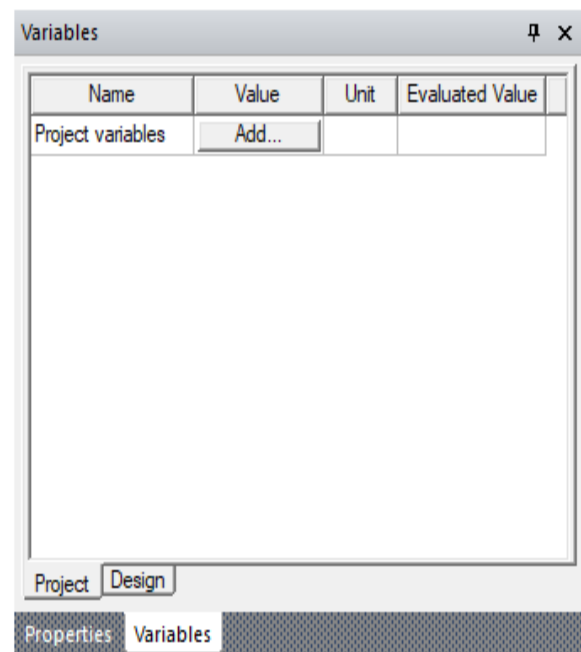 Variables
Name Value Unit Evaluated Value
Project variables Add...
Project Design
Properties Variables